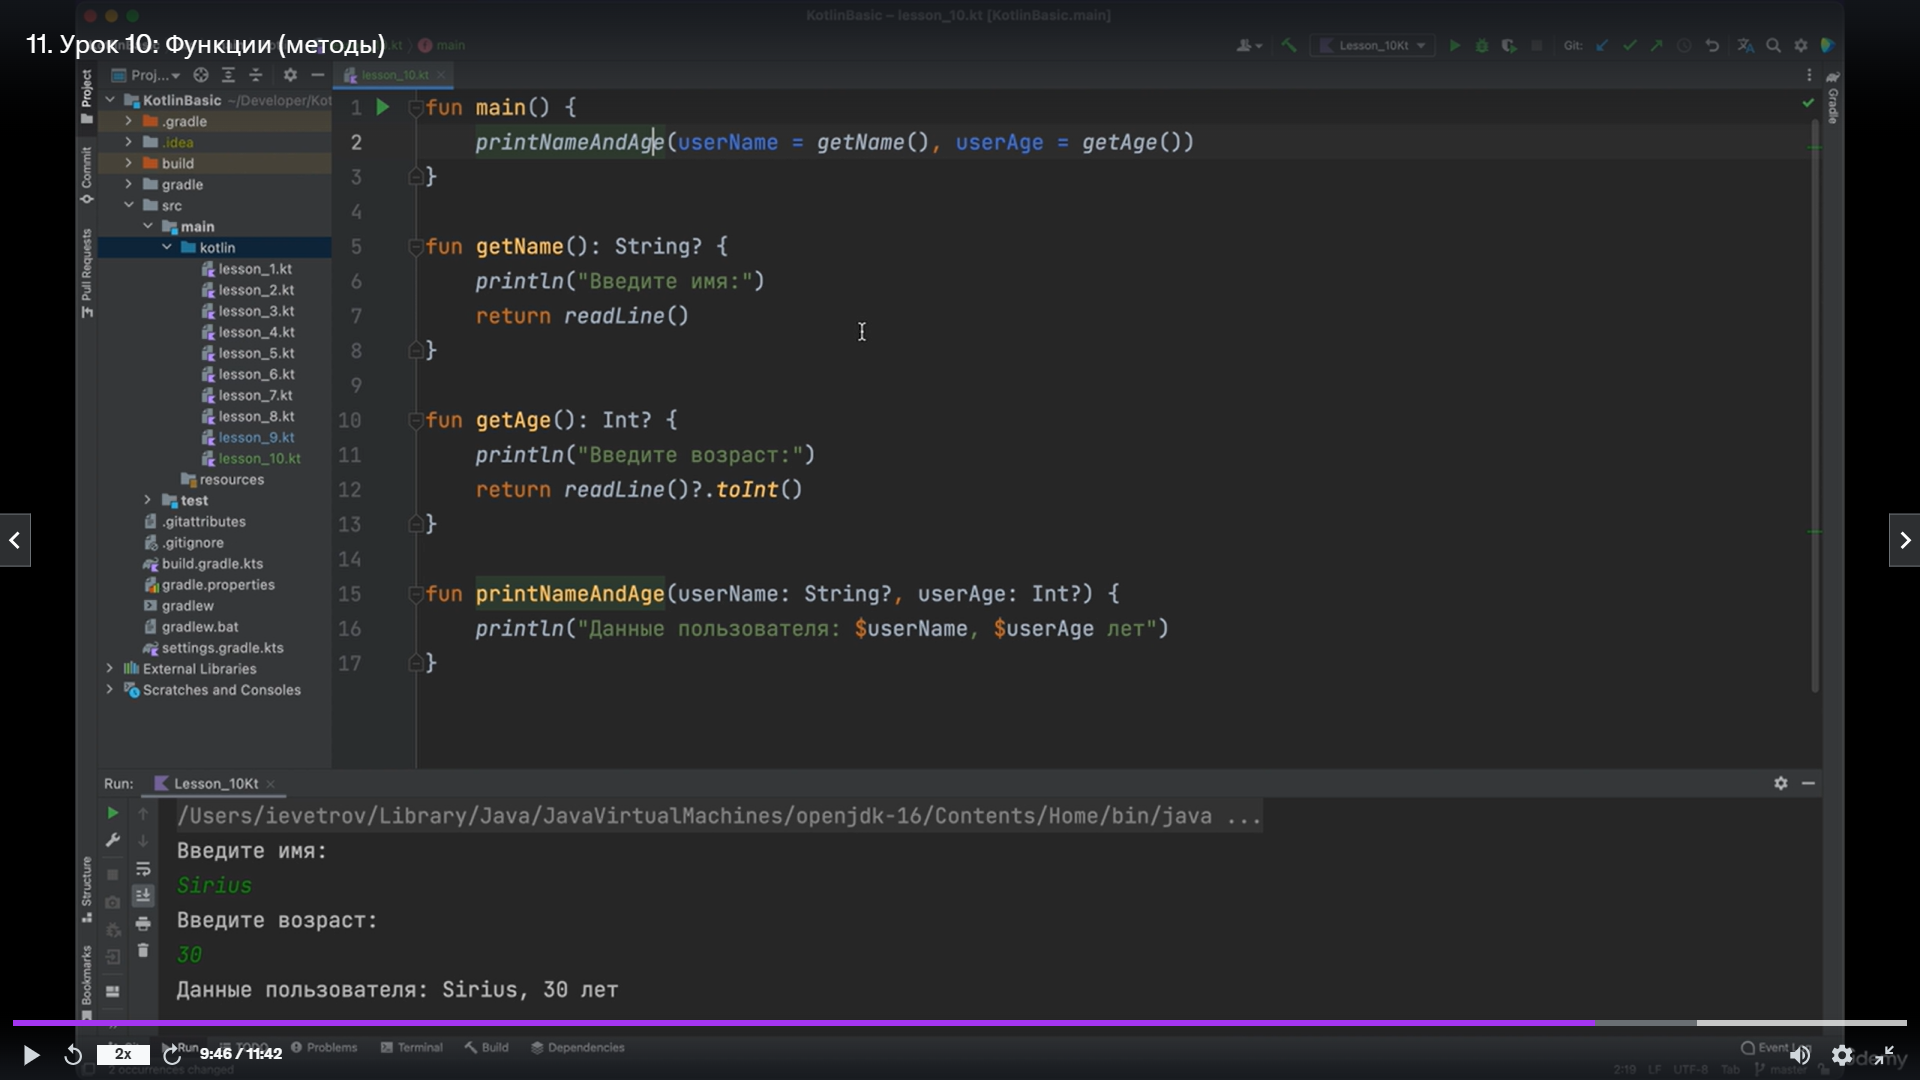 KotlinBasic – lesson_10.kt [KotlinBasic.main]
11. Урок 10: Функции (методы)
.kt
main
Lesson_10Kt
Git:
Project
Proj...
lesson_10.kt
Gradle
KotlinBasic ~/Developer/Kot
.gradle
.idea
build
gradle
src
main
kotlin
lesson_1.kt
lesson_2.kt
lesson_3.kt
lesson_4.kt
lesson_5.kt
lesson_6.kt
lesson_7.kt
lesson_8.kt
lesson_9.kt
lesson_10.kt
resources
test
.gitattributes
.gitignore
build.gradle.kts
gradle.properties
gradlew
gradlew.bat
settings.gradle.kts
External Libraries
Scratches and Consoles
Commit
Pull Requests
1 fun main() {
2 printNameAndAge(userName = getName(), userAge = getAge())
3 }
4
5 fun getName(): String? {
6 println("Введите имя:")
7 return readLine()
8 }
9
10 fun getAge(): Int? {
11 println("Введите возраст:")
12 return readLine()?.toInt()
13 }
14
15 fun printNameAndAge(userName: String?, userAge: Int?) {
16 println("Данные пользователя: $userName, $userAge лет")
17 }
Run: Lesson_10Kt
/Users/ievetrov/Library/Java/JavaVirtualMachines/openjdk-16/Contents/Home/bin/java ...
Введите имя:
Sirius
Введите возраст:
30
Данные пользователя: Sirius, 30 лет
Structure
Bookmarks
2x
9:46 / 11:42
Run
TODO
Problems
Terminal
Build
Dependencies
Event
2 occurrences changed
2:19 LF UTF-8 Tab master